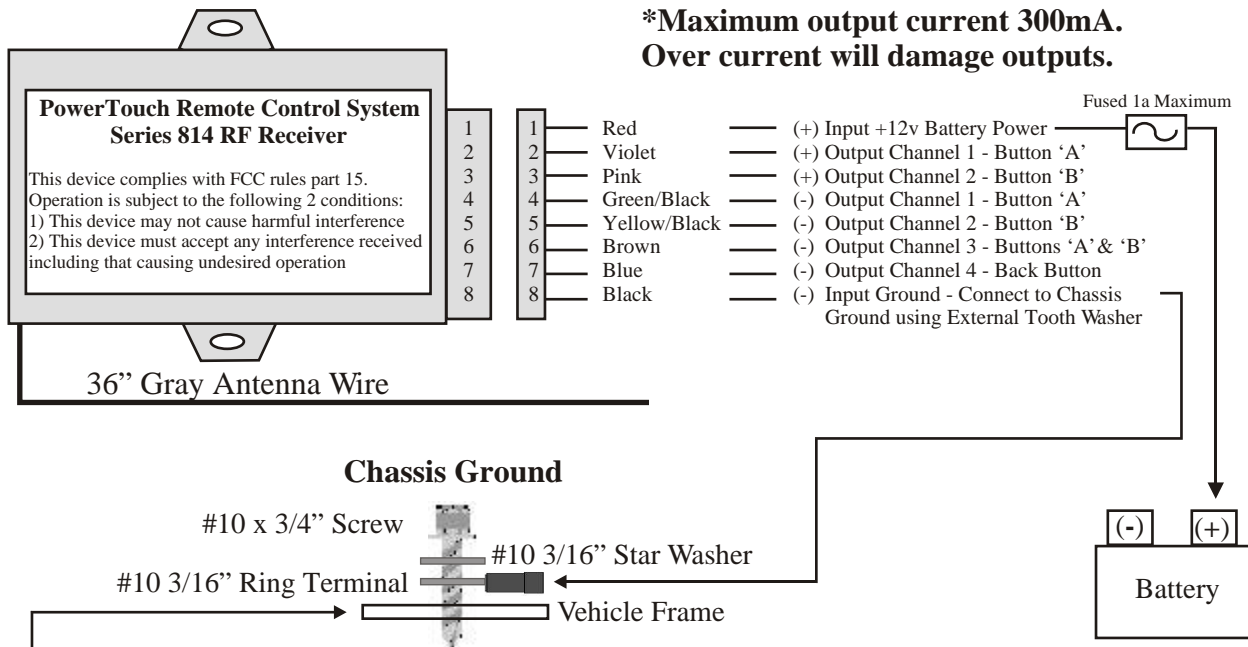 *Maximum output current 300mA.
Over current will damage outputs.
PowerTouch Remote Control System
Series 814 RF Receiver
This device complies with FCC rules part 15.
Operation is subject to the following 2 conditions:
1) This device may not cause harmful interference
2) This device must accept any interference received
including that causing undesired operation
Fused 1a Maximum
1 1 Red (+) Input +12v Battery Power
2 2 Violet (+) Output Channel 1 - Button ‘A’
3 3 Pink (+) Output Channel 2 - Button ‘B’
4 4 Green/Black (-) Output Channel 1 - Button ‘A’
5 5 Yellow/Black (-) Output Channel 2 - Button ‘B’
6 6 Brown (-) Output Channel 3 - Buttons ‘A’ & ‘B’
7 7 Blue (-) Output Channel 4 - Back Button
8 8 Black (-) Input Ground - Connect to Chassis
Ground using External Tooth Washer
36” Gray Antenna Wire
Chassis Ground
#10 x 3/4” Screw
#10 3/16” Star Washer
#10 3/16” Ring Terminal
Vehicle Frame
(-) (+)
Battery